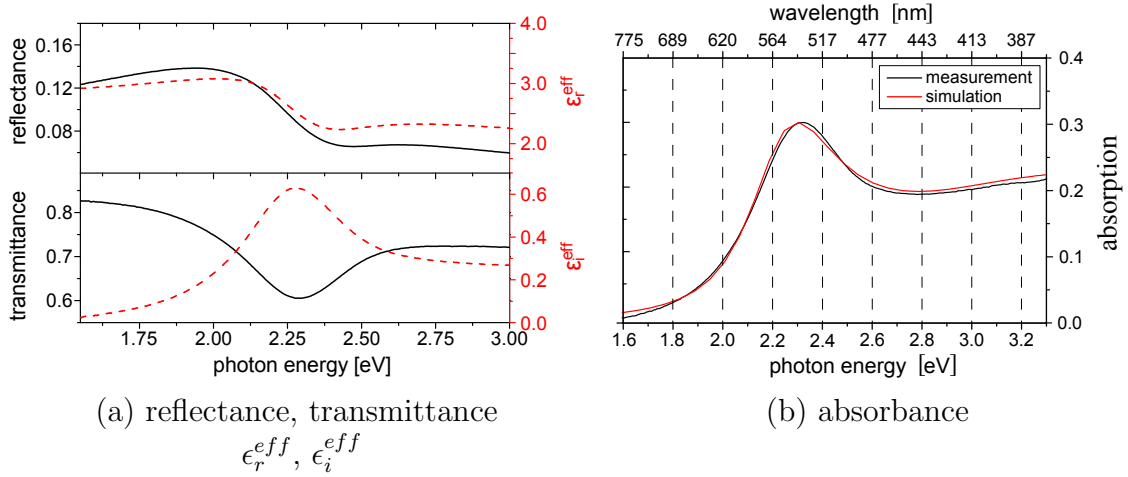 reflectance
0.16
0.12
0.08
4.0
3.0
2.0
ε_r^eff
transmittance
0.8
0.7
0.6
0.6
0.4
0.2
0.0
ε_i^eff
1.75 2.00 2.25 2.50 2.75 3.00
photon energy [eV]
(a) reflectance, transmittance
ϵ_r^{eff}, ϵ_i^{eff}
wavelength [nm]
775 689 620 564 517 477 443 413 387
measurement
simulation
0.4
0.3
0.2
0.1
0.0
absorption
1.6 1.8 2.0 2.2 2.4 2.6 2.8 3.0 3.2
photon energy [eV]
(b) absorbance